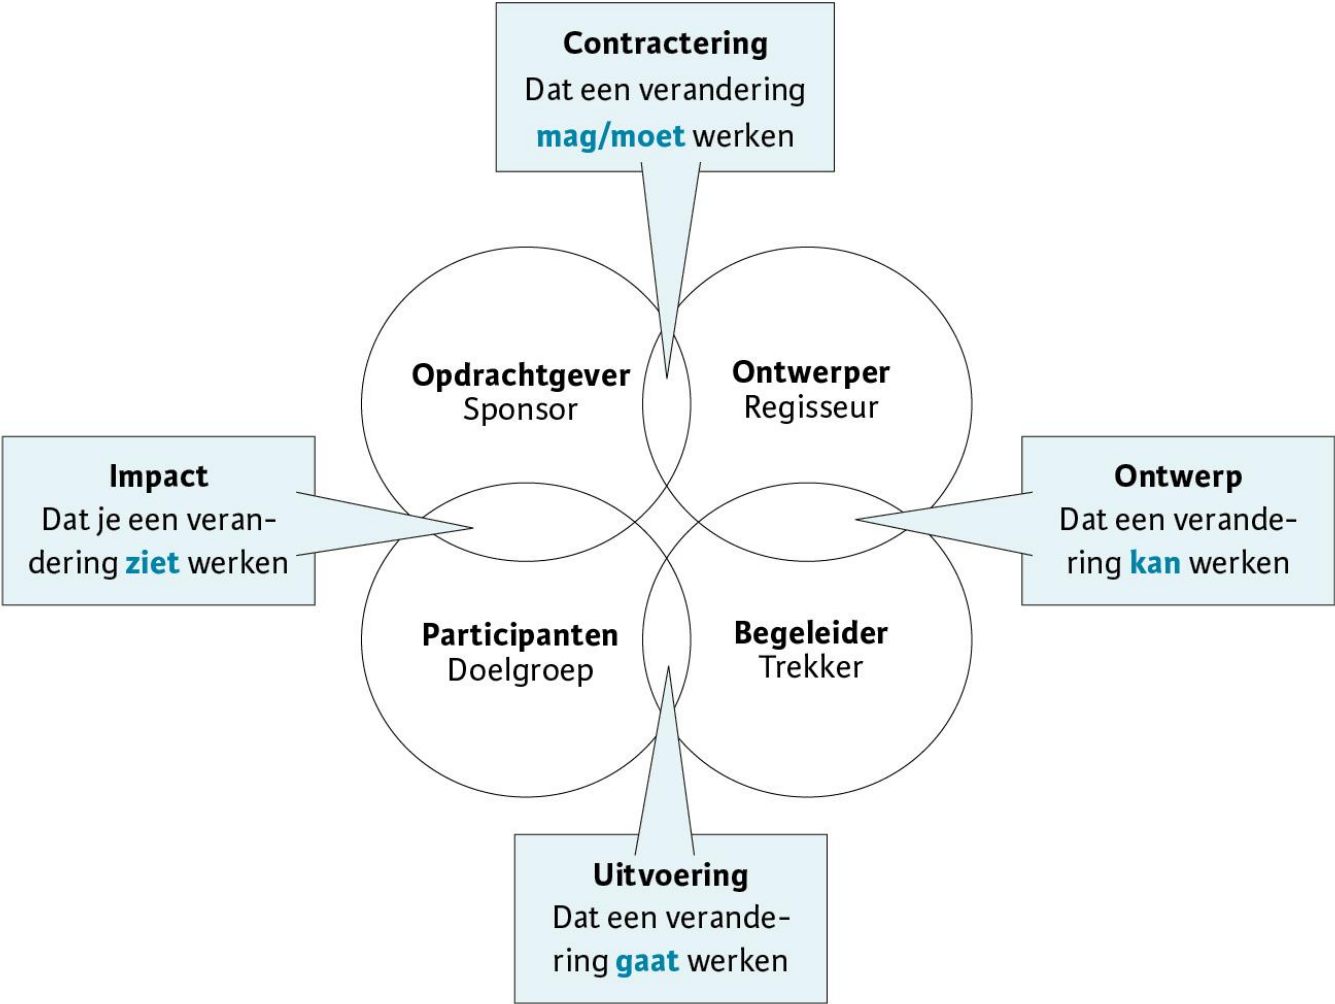 Contractering
Dat een verandering
mag/moet werken
Opdrachtgever
Sponsor
Ontwerper
Regisseur
Impact
Dat je een veran-
dering ziet werken
Ontwerp
Dat een verande-
ring kan werken
Participanten
Doelgroep
Begeleider
Trekker
Uitvoering
Dat een verande-
ring gaat werken